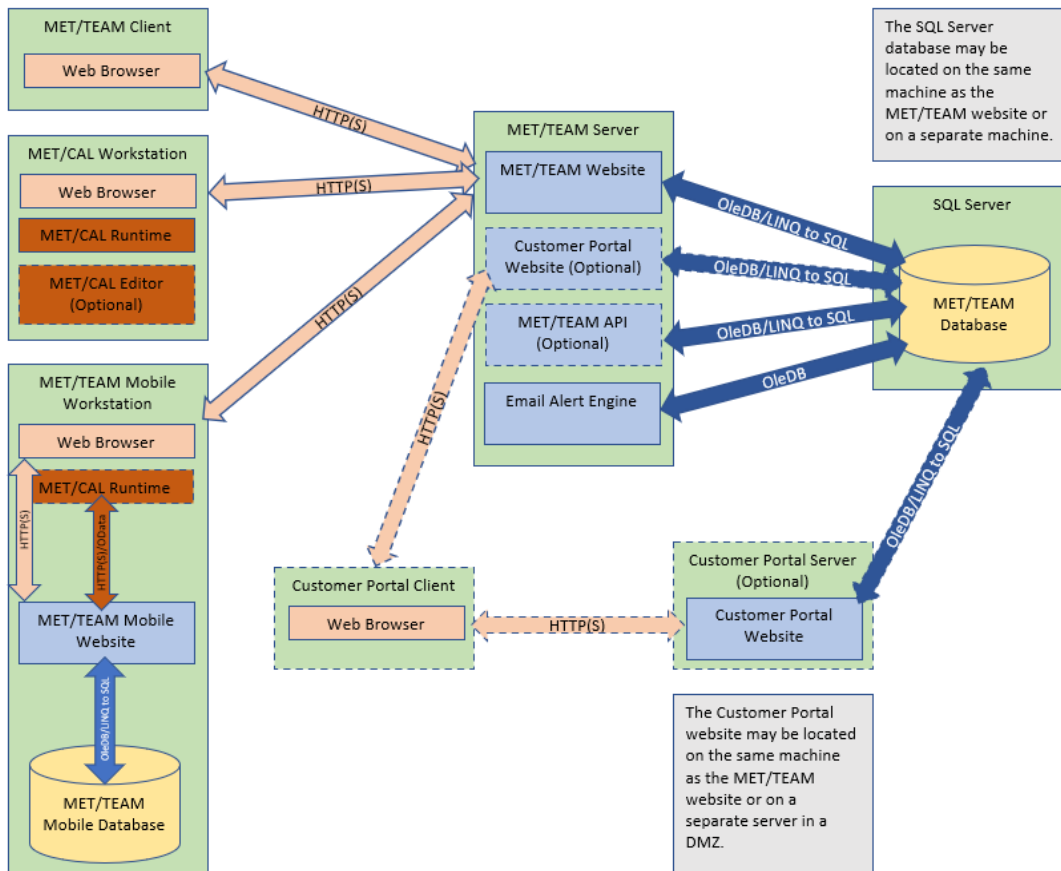 MET/TEAM Client
Web Browser
HTTP(S)
MET/CAL Workstation
Web Browser
MET/CAL Runtime
MET/CAL Editor
(Optional)
HTTP(S)
MET/TEAM Mobile
Workstation
Web Browser
MET/CAL Runtime
HTTP(S)
HTTP(S)/OData
MET/TEAM Mobile
Website
OleDB/LINQ to SQL
MET/TEAM
Mobile Database
HTTP(S)
MET/TEAM Server
MET/TEAM Website
Customer Portal
Website (Optional)
MET/TEAM API
(Optional)
Email Alert Engine
OleDB/LINQ to SQL
OleDB/LINQ to SQL
OleDB/LINQ to SQL
OleDB
The SQL Server
database may be
located on the same
machine as the
MET/TEAM website or
on a separate machine.
SQL Server
MET/TEAM
Database
OleDB/LINQ to SQL
HTTP(S)
Customer Portal Client
Web Browser
HTTP(S)
Customer Portal Server
(Optional)
Customer Portal
Website
The Customer Portal
website may be located
on the same machine
as the MET/TEAM
website or on a
separate server in a
DMZ.